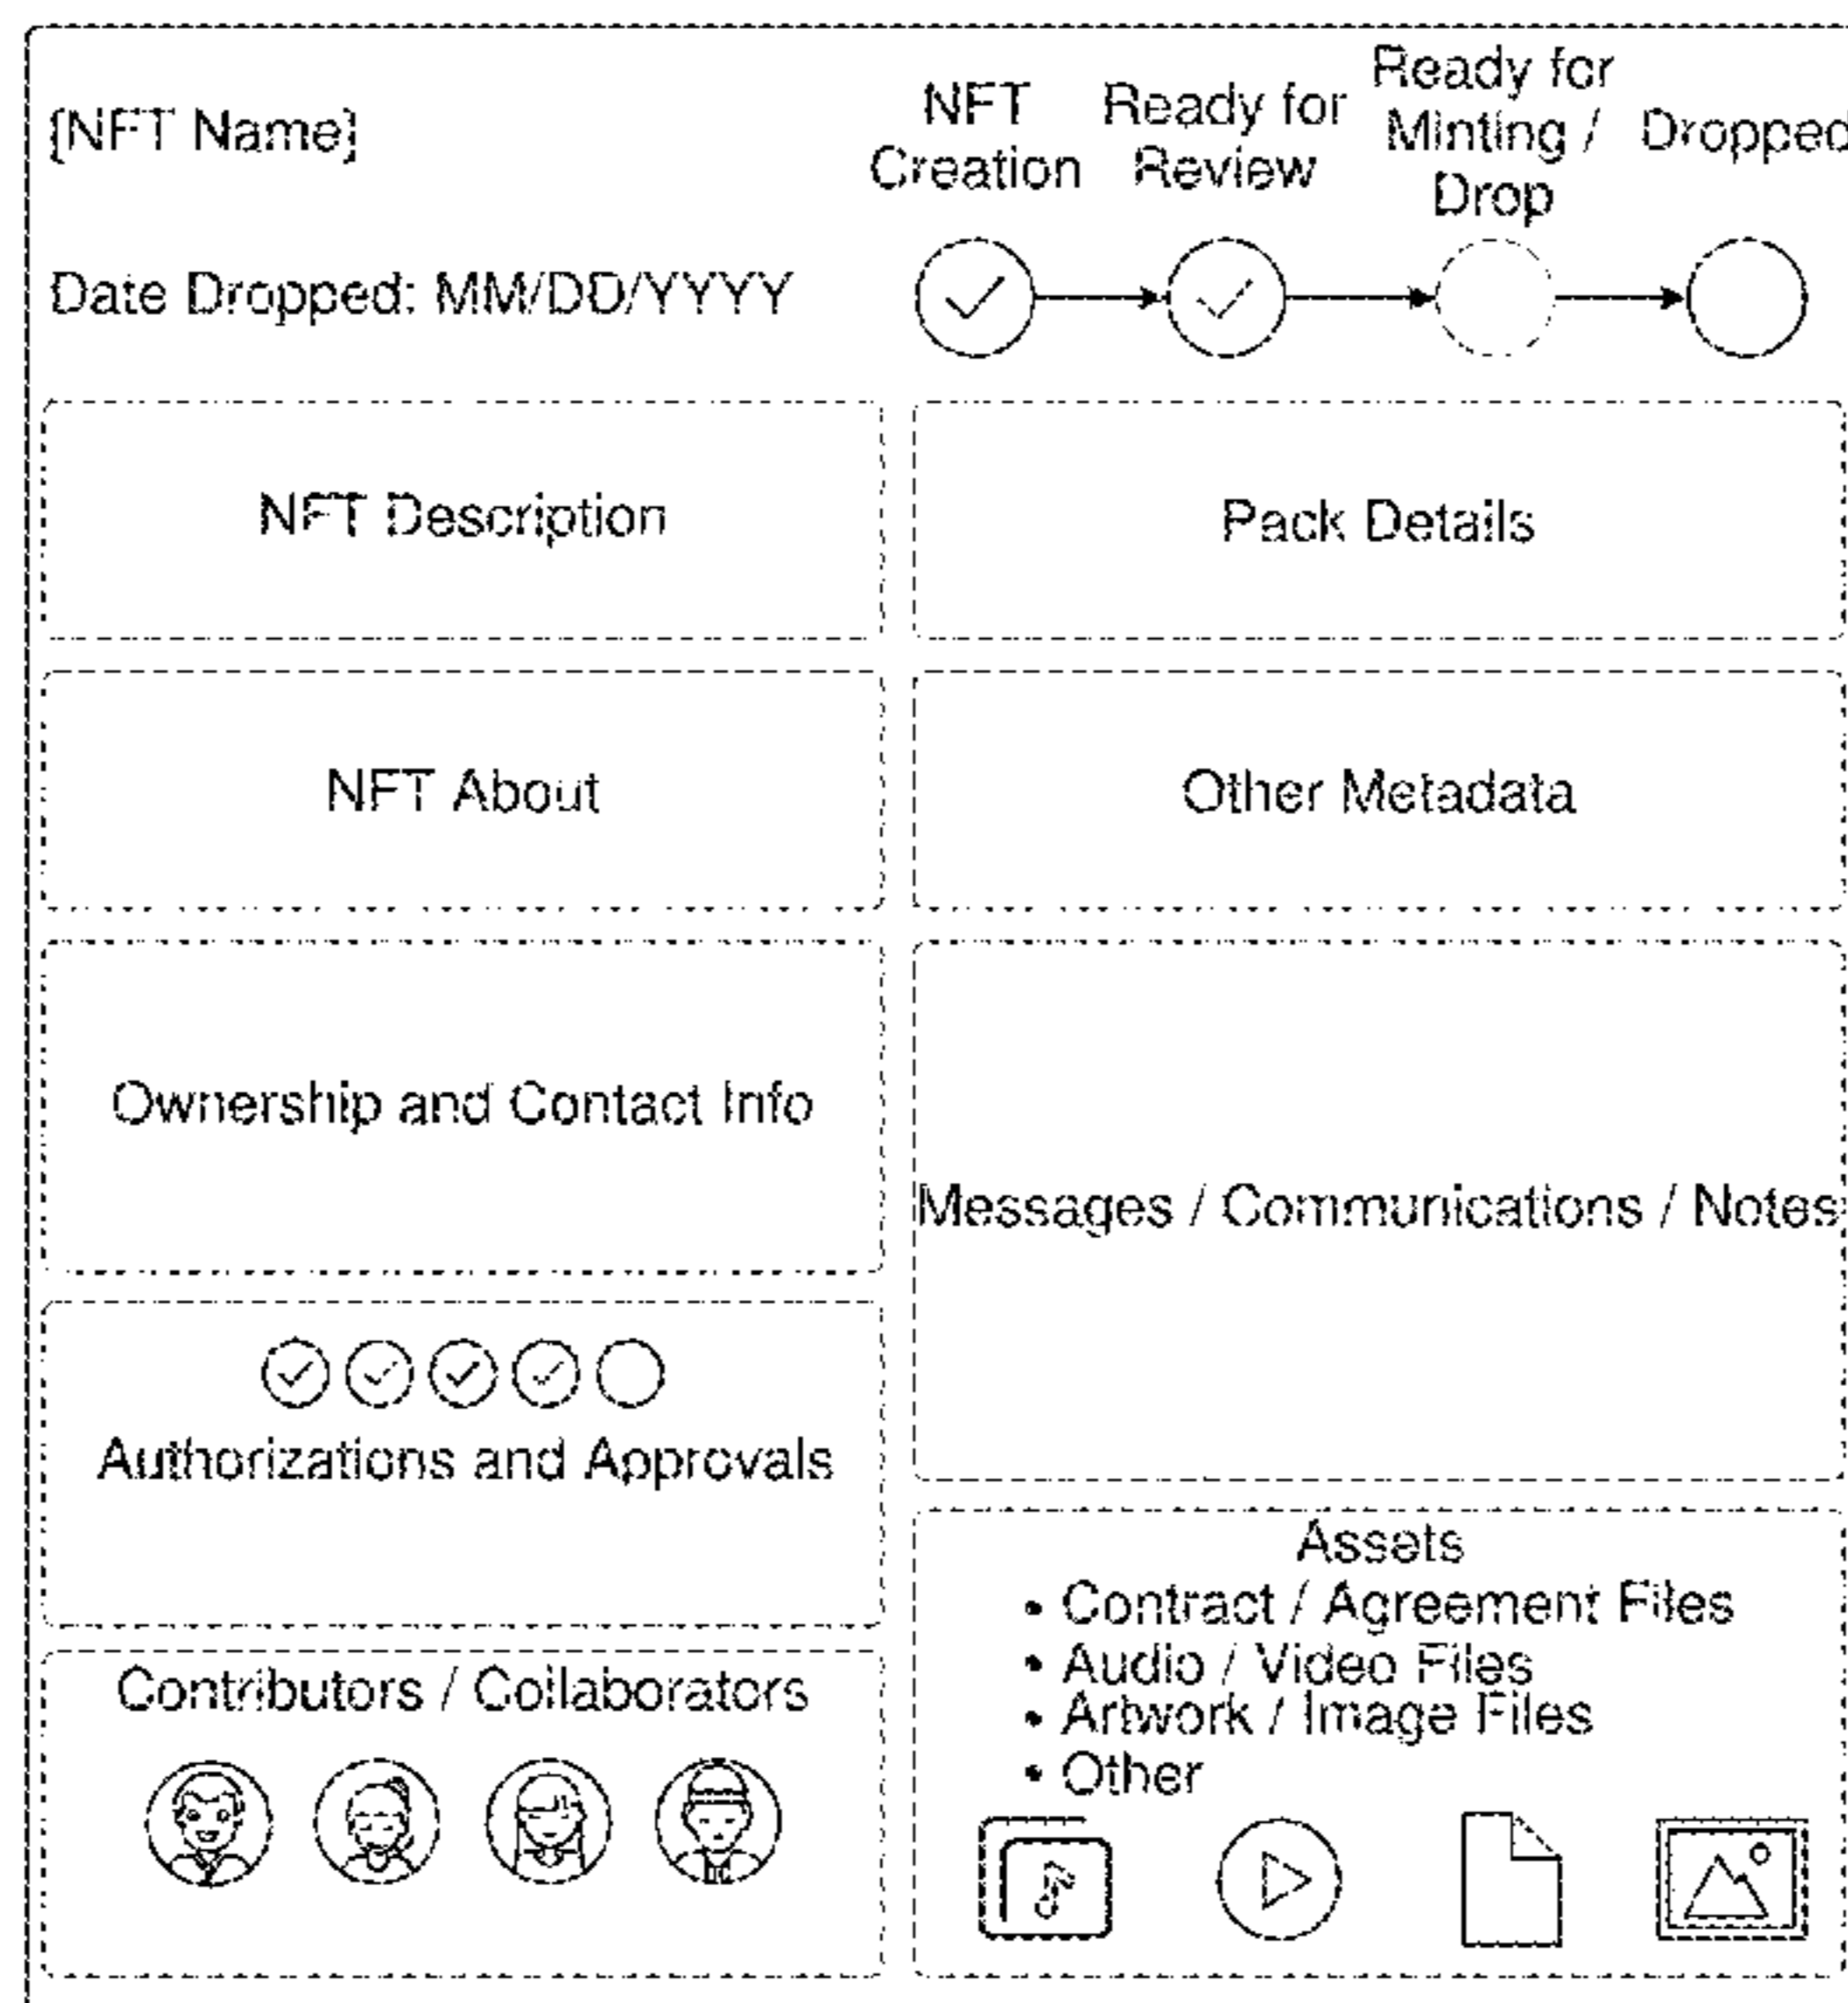 [NFT Name]
NFT
Creation
Ready for
Review
Ready for
Minting /
Drop
Dropped
Date Dropped: MM/DD/YYYY
NFT Description
Pack Details
NFT About
Other Metadata
Ownership and Contact Info
Messages / Communications / Notes
Authorizations and Approvals
Contributors / Collaborators
Assets
• Contract / Agreement Files
• Audio / Video Files
• Artwork / Image Files
• Other